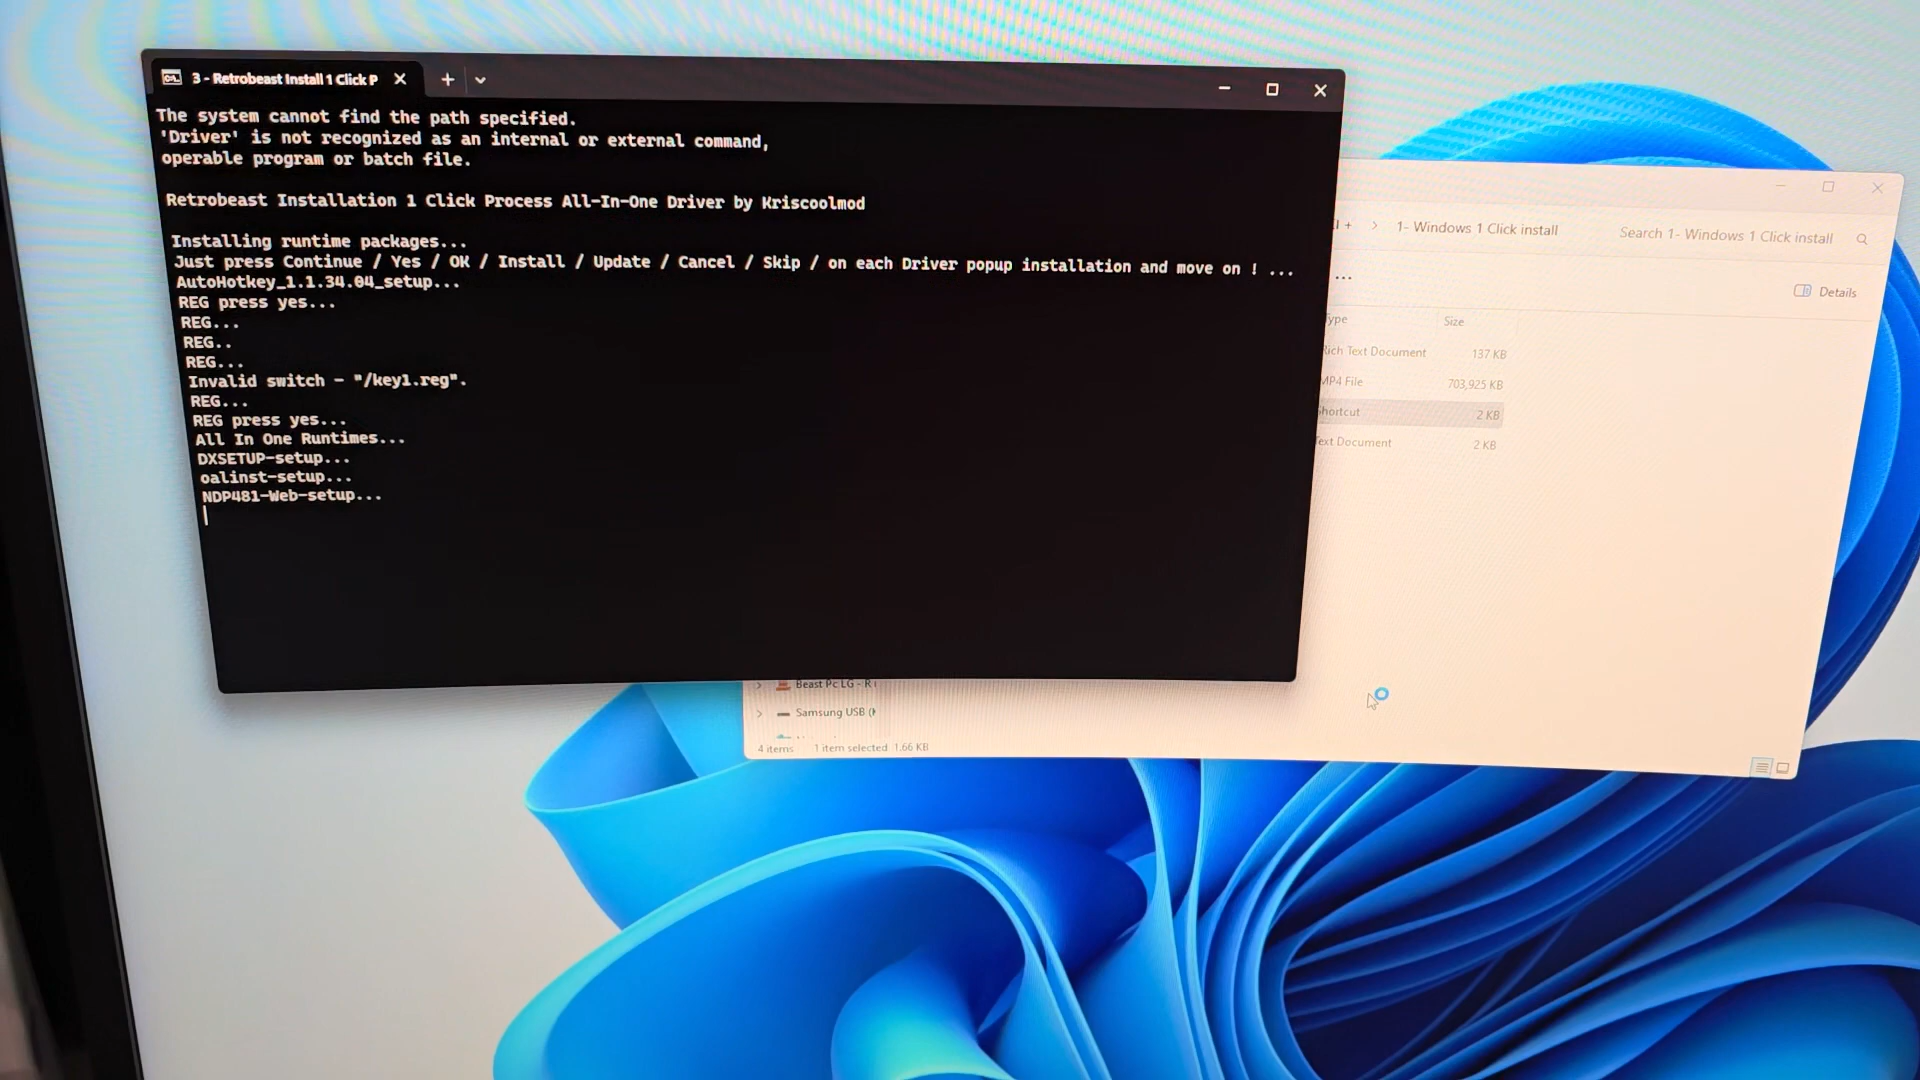 3 - Retrobeast Install 1 Click P
The system cannot find the path specified.
'Driver' is not recognized as an internal or external command,
operable program or batch file.
Retrobeast Installation 1 Click Process All-In-One Driver by Kriscoolmod
Installing runtime packages...
Just press Continue / Yes / OK / Install / Update / Cancel / Skip / on each Driver popup installation and move on ! ...
AutoHotkey_1.1.34.04_setup...
REG press yes...
REG...
REG..
REG...
Invalid switch - "/key1.reg".
REG...
REG press yes...
All In One Runtimes...
DXSETUP-setup...
oalinst-setup...
NDP481-Web-setup...
1- Windows 1 Click install
Search 1- Windows 1 Click install
...
Details
Type Size
Rich Text Document 137 KB
MP4 File 703,925 KB
Shortcut 2 KB
Text Document 2 KB
Beast Pc LG - R
Samsung USB
4 items 1 item selected 1.66 KB